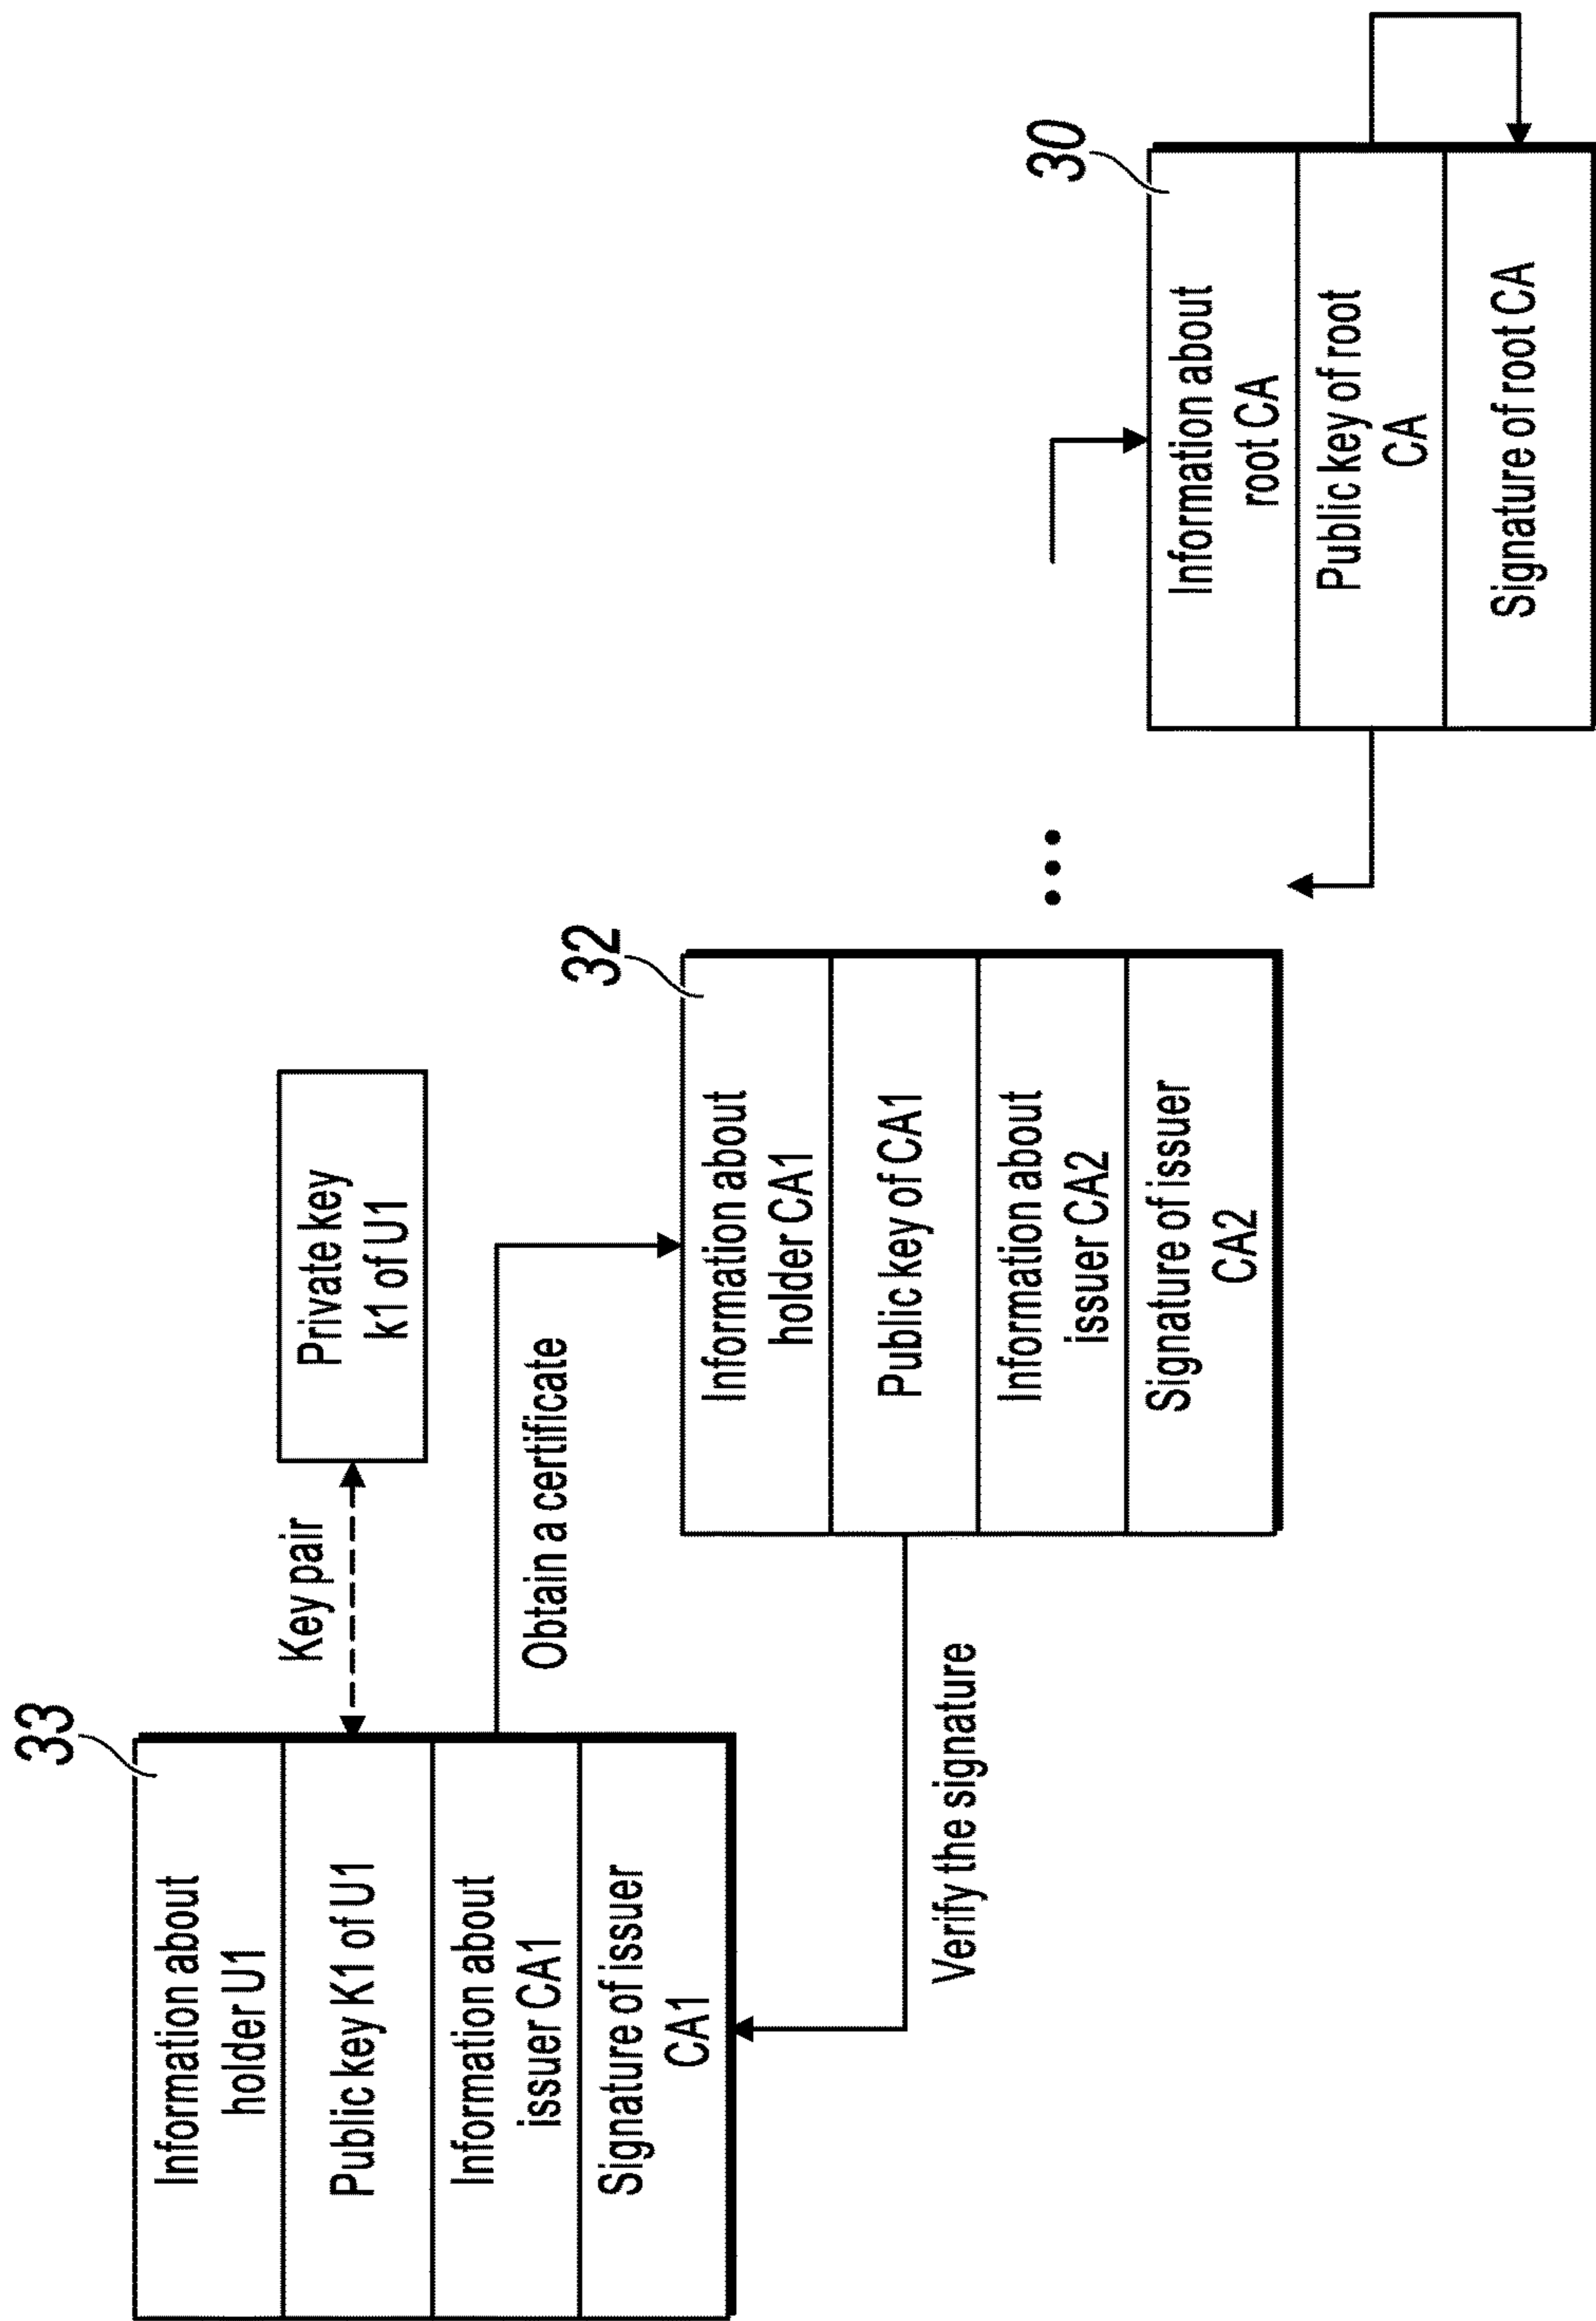 33
Information about
holder U1
Public key K1 of U1
Information about
issuer CA1
Signature of issuer
CA1
Key pair
Private key
k1 of U1
Obtain a certificate
Verify the signature
32
Information about
holder CA1
Public key of CA1
Information about
issuer CA2
Signature of issuer
CA2
•••
30
Information about
root CA
Public key of root
CA
Signature of root CA